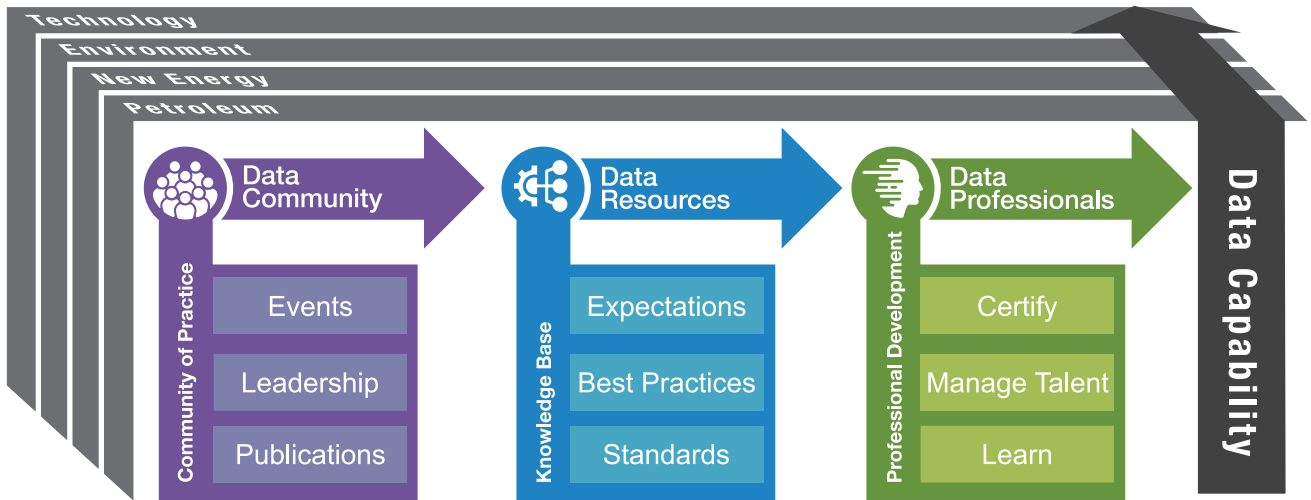 Technology
Environment
New Energy
Petroleum
Data
Community
Community of Practice
Events
Leadership
Publications
Data
Resources
Knowledge Base
Expectations
Best Practices
Standards
Data
Professionals
Professional Development
Certify
Manage Talent
Learn
Data Capability